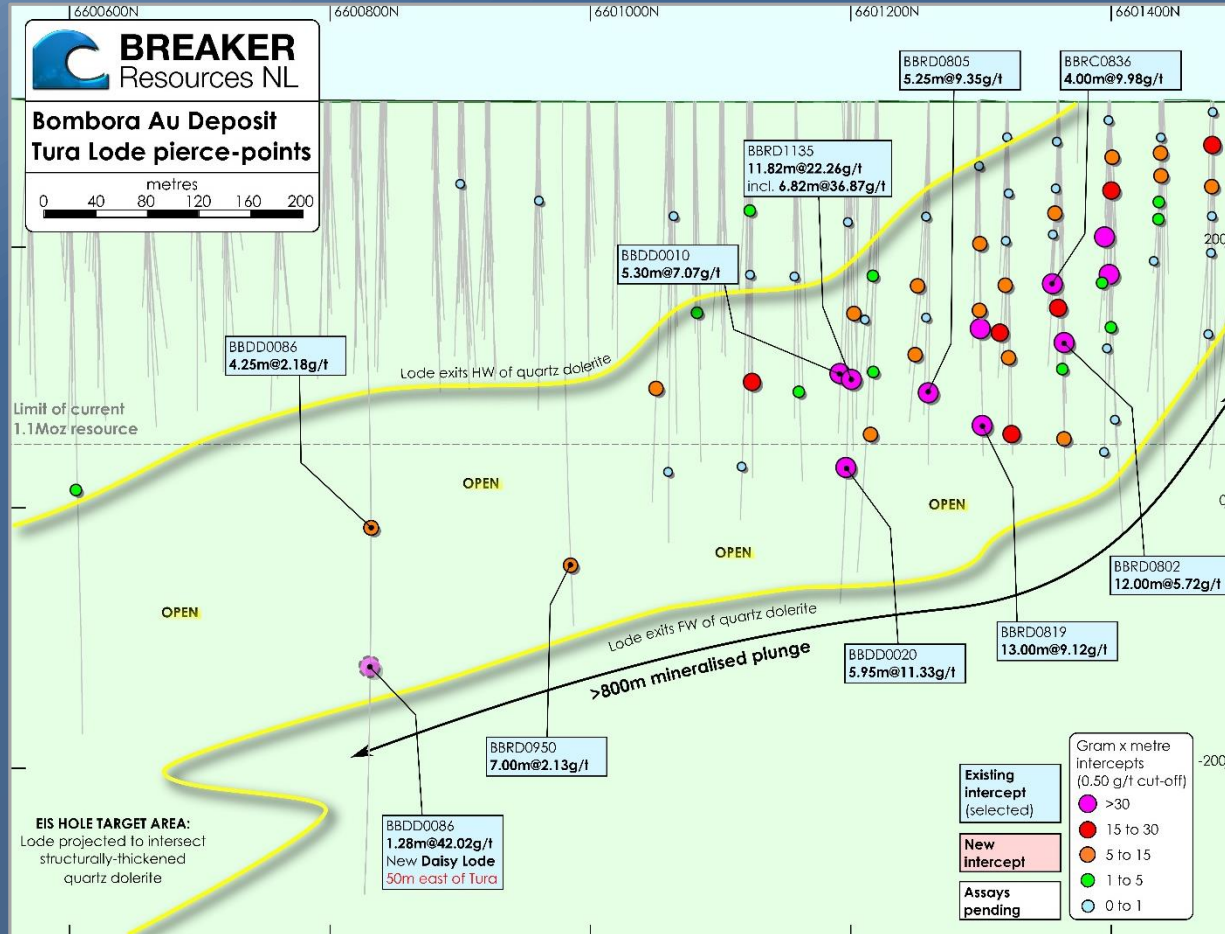 6600600N
6600800N
6601000N
6601200N
6601400N
BREAKER
Resources NL
Bombora Au Deposit
Tura Lode pierce-points
metres
0 40 80 120 160 200
BBRD0805
5.25m@9.35g/t
BBRC0836
4.00m@9.98g/t
BBRD1135
11.82m@22.26g/t
incl. 6.82m@36.87g/t
BBDD0010
5.30m@7.07g/t
200
BBDD0086
4.25m@2.18g/t
Lode exits HW of quartz dolerite
Limit of current
1.1Moz resource
OPEN
OPEN
0
OPEN
OPEN
BBRD0802
12.00m@5.72g/t
Lode exits FW of quartz dolerite
>800m mineralised plunge
BBRD0819
13.00m@9.12g/t
BBDD0020
5.95m@11.33g/t
BBRD0950
7.00m@2.13g/t
-200
EIS HOLE TARGET AREA:
Lode projected to intersect
structurally-thickened
quartz dolerite
BBDD0086
1.28m@42.02g/t
New Daisy Lode
50m east of Tura
Existing
intercept
(selected)
New
intercept
Assays
pending
Gram x metre
intercepts
(0.50 g/t cut-off)
>30
15 to 30
5 to 15
1 to 5
0 to 1